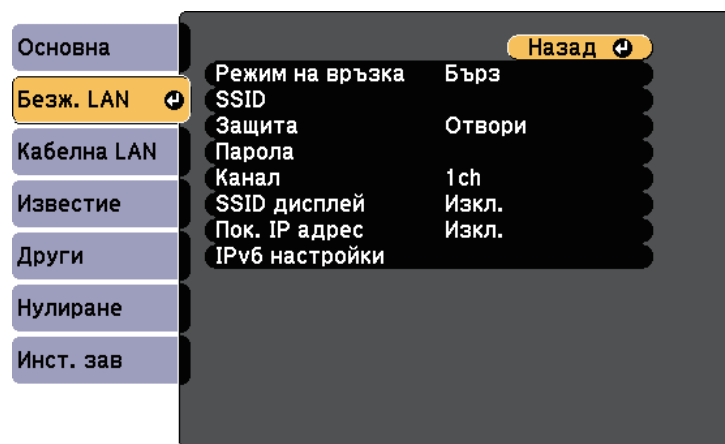 Основна
Безж. LAN
Кабелна LAN
Известие
Други
Нулиране
Инст. зав
Назад
Режим на връзка Бърз
SSID
Защита Отвори
Парола
Канал 1ch
SSID дисплей Изкл.
Пок. IP адрес Изкл.
IPv6 настройки